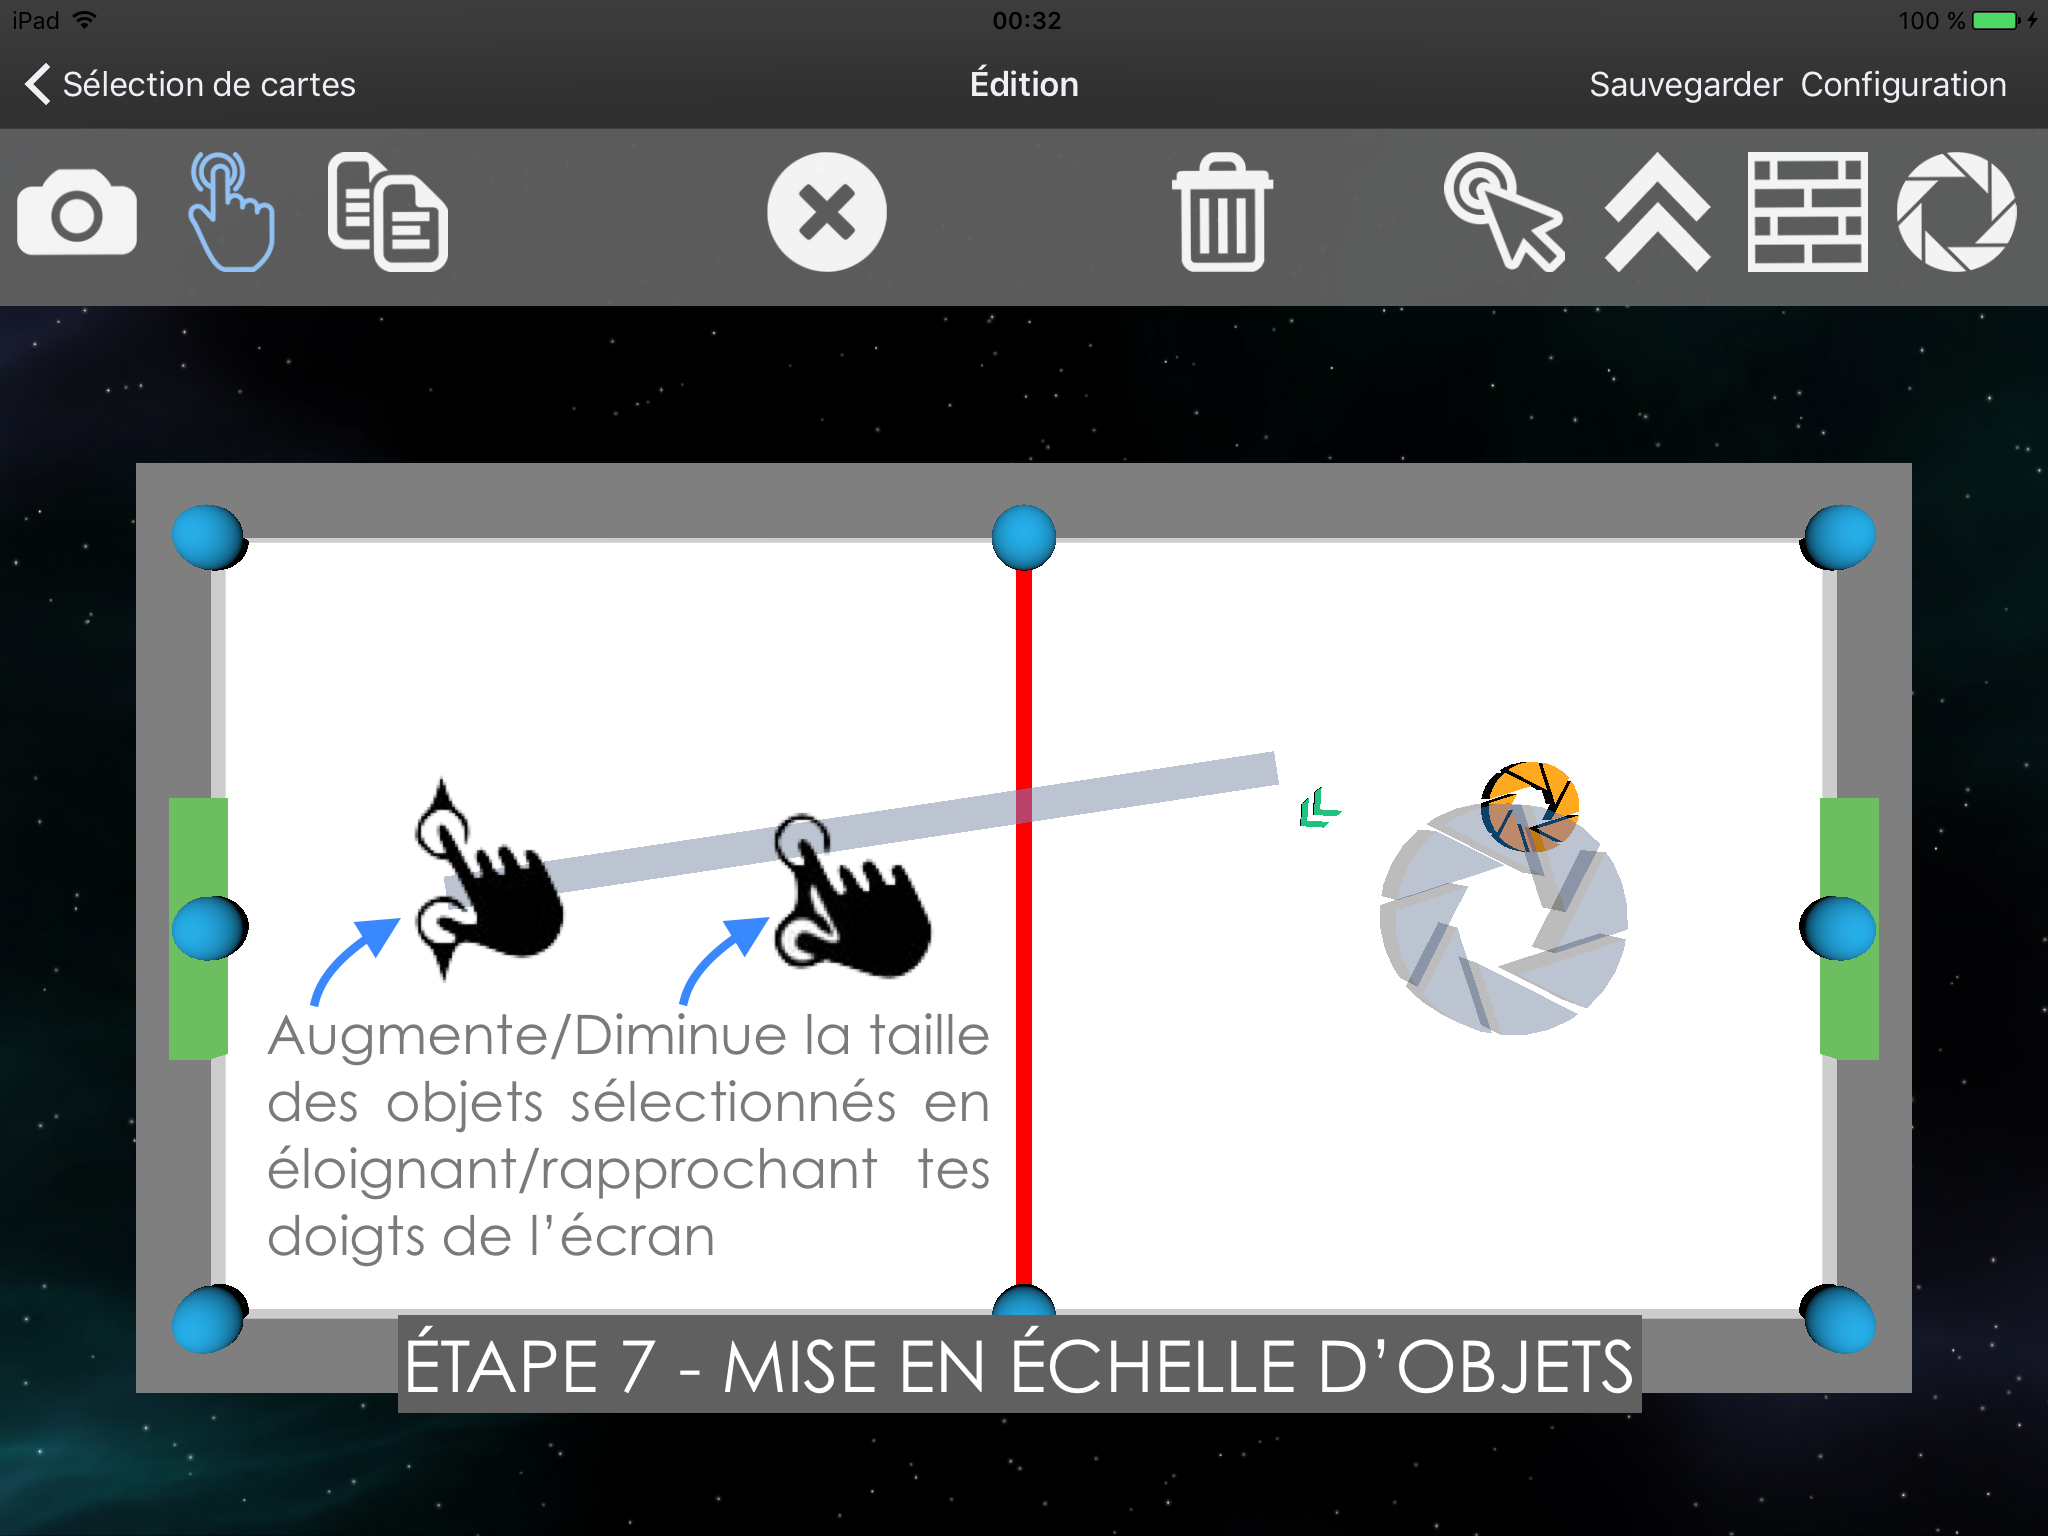 iPad 00:32 100 %
Sélection de cartes Édition Sauvegarder Configuration
Augmente/Diminue la taille
des objets sélectionnés en
éloignant/rapprochant tes
doigts de l’écran
ÉTAPE 7 - MISE EN ÉCHELLE D’OBJETS